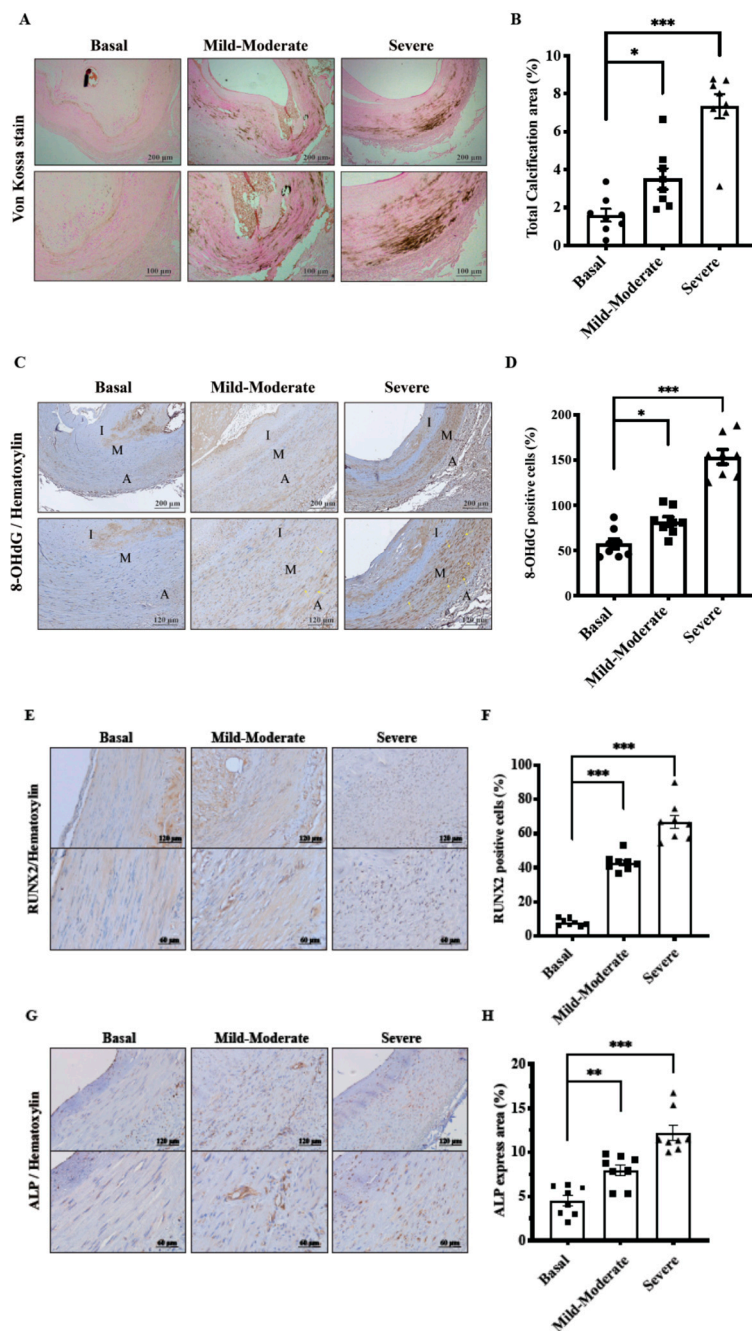 A
Basal
Mild-Moderate
Severe
Von Kossa stain
200 μm
200 μm
200 μm
100 μm
100 μm
100 μm
B
***
*
Total Calcification area (%)
10
8
6
4
2
0
Basal
Mild-Moderate
Severe
C
Basal
Mild-Moderate
Severe
8-OHdG / Hematoxylin
I
M
A
200 μm
I
M
A
200 μm
I
M
A
200 μm
I
M
A
120 μm
I
M
A
120 μm
I
M
A
120 μm
D
***
*
8-OHdG positive cells (%)
200
150
100
50
0
Basal
Mild-Moderate
Severe
E
Basal
Mild-Moderate
Severe
RUNX2/Hematoxylin
120 μm
120 μm
120 μm
60 μm
60 μm
60 μm
F
***
***
RUNX2 positive cells (%)
100
80
60
40
20
0
Basal
Mild-Moderate
Severe
G
Basal
Mild-Moderate
Severe
ALP / Hematoxylin
120 μm
120 μm
120 μm
60 μm
60 μm
60 μm
H
***
**
ALP express area (%)
20
15
10
5
0
Basal
Mild-Moderate
Severe